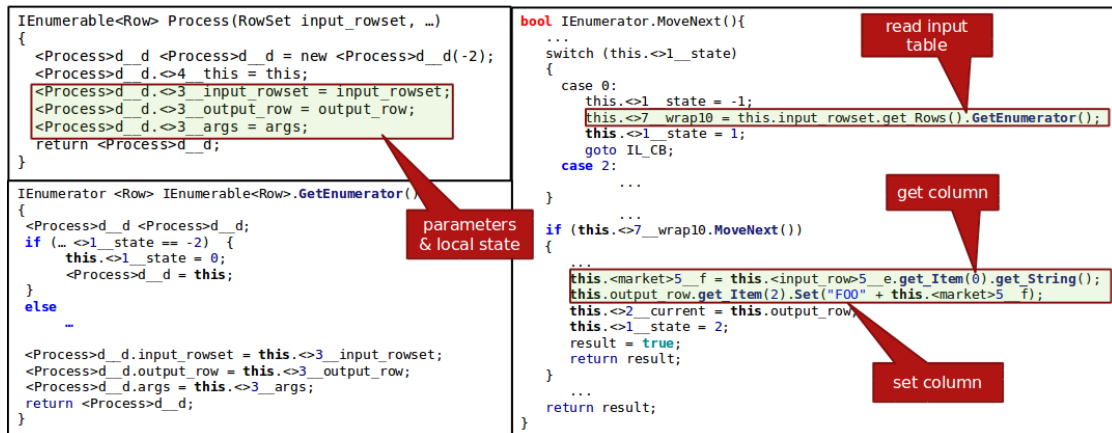 IEnumerable<Row> Process(RowSet input_rowset, …)
{
<Process>d__d <Process>d__d = new <Process>d__d(-2);
<Process>d__d.<>4__this = this;
<Process>d__d.<>3__input_rowset = input_rowset;
<Process>d__d.<>3__output_row = output_row;
<Process>d__d.<>3__args = args;
return <Process>d__d;
}
IEnumerator <Row> IEnumerable<Row>.GetEnumerator()
{
<Process>d__d <Process>d__d;
if (… <>1__state == -2) {
this.<>1__state = 0;
<Process>d__d = this;
}
else
…
<Process>d__d.input_rowset = this.<>3__input_rowset;
<Process>d__d.output_row = this.<>3__output_row;
<Process>d__d.args = this.<>3__args;
return <Process>d__d;
}
parameters
& local state
bool IEnumerator.MoveNext(){
...
switch (this.<>1__state)
{
case 0:
this.<>1__state = -1;
this.<>7__wrap10 = this.input_rowset.get_Rows().GetEnumerator();
this.<>1__state = 1;
goto IL_CB;
case 2:
...
}
...
if (this.<>7__wrap10.MoveNext())
{
...
this.<market>5__f = this.<input_row>5__e.get_Item(0).get_String();
this.output_row.get_Item(2).Set("FOO" + this.<market>5__f);
this.<>2__current = this.output_row;
this.<>1__state = 2;
result = true;
return result;
}
...
return result;
}
read input
table
get column
set column